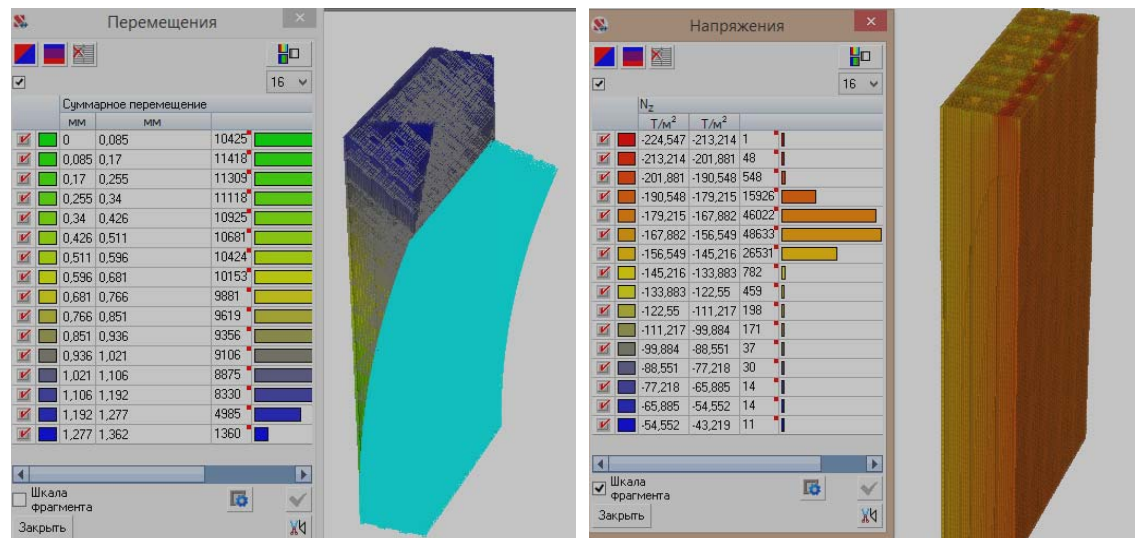 Перемещения
16
Суммарное перемещение
мм мм
0 0,085 10425
0,085 0,17 11418
0,17 0,255 11309
0,255 0,34 11118
0,34 0,426 10925
0,426 0,511 10681
0,511 0,596 10424
0,596 0,681 10153
0,681 0,766 9881
0,766 0,851 9619
0,851 0,936 9356
0,936 1,021 9106
1,021 1,106 8875
1,106 1,192 8330
1,192 1,277 4985
1,277 1,362 1360
Шкала
фрагмента
Закрыть
Напряжения
16
Nz
Т/м² Т/м²
-224,547 -213,214 1
-213,214 -201,881 48
-201,881 -190,548 548
-190,548 -179,215 15926
-179,215 -167,882 46022
-167,882 -156,549 48633
-156,549 -145,216 26531
-145,216 -133,883 782
-133,883 -122,55 459
-122,55 -111,217 198
-111,217 -99,884 171
-99,884 -88,551 37
-88,551 -77,218 30
-77,218 -65,885 14
-65,885 -54,552 14
-54,552 -43,219 11
Шкала
фрагмента
Закрыть